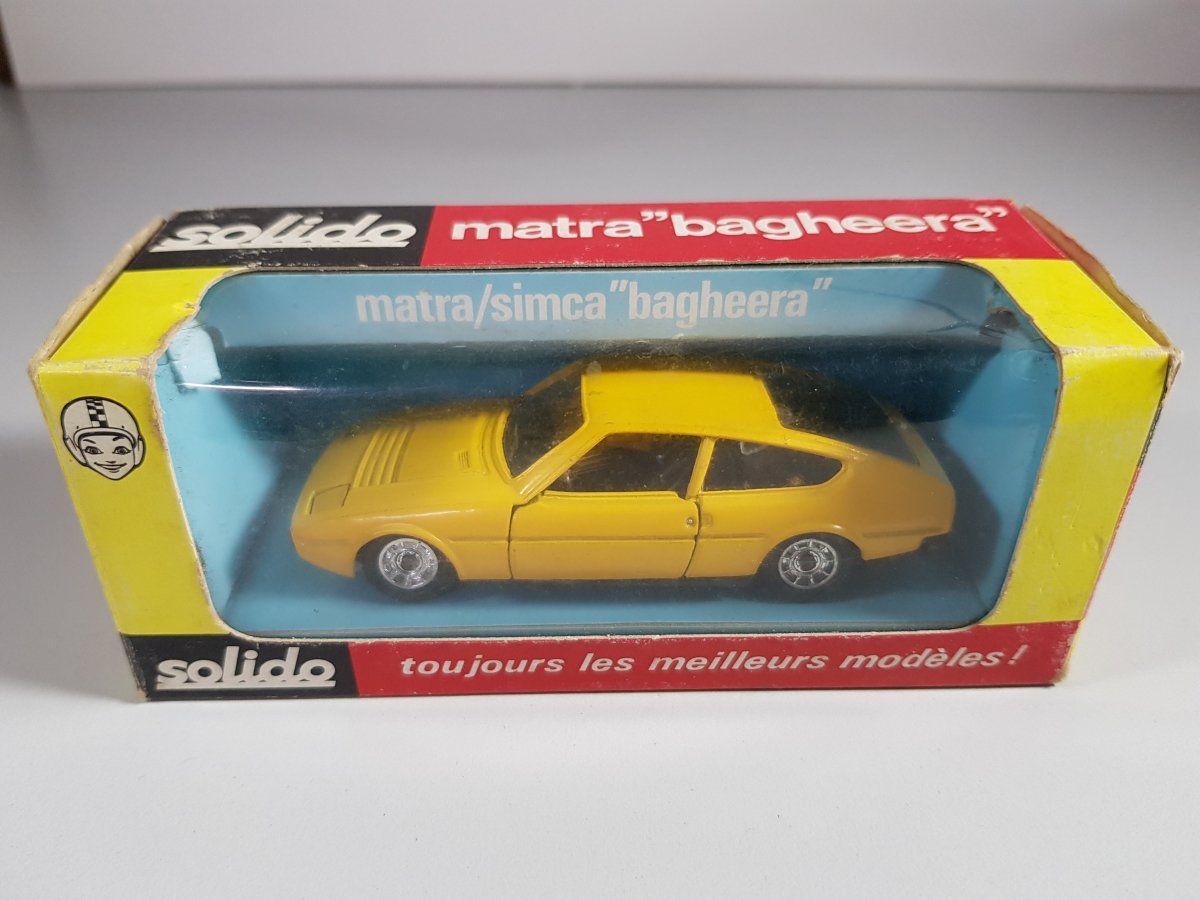 solido
matra”bagheera”
matra/simca"bagheera"
solido
toujours les meilleurs modèles!